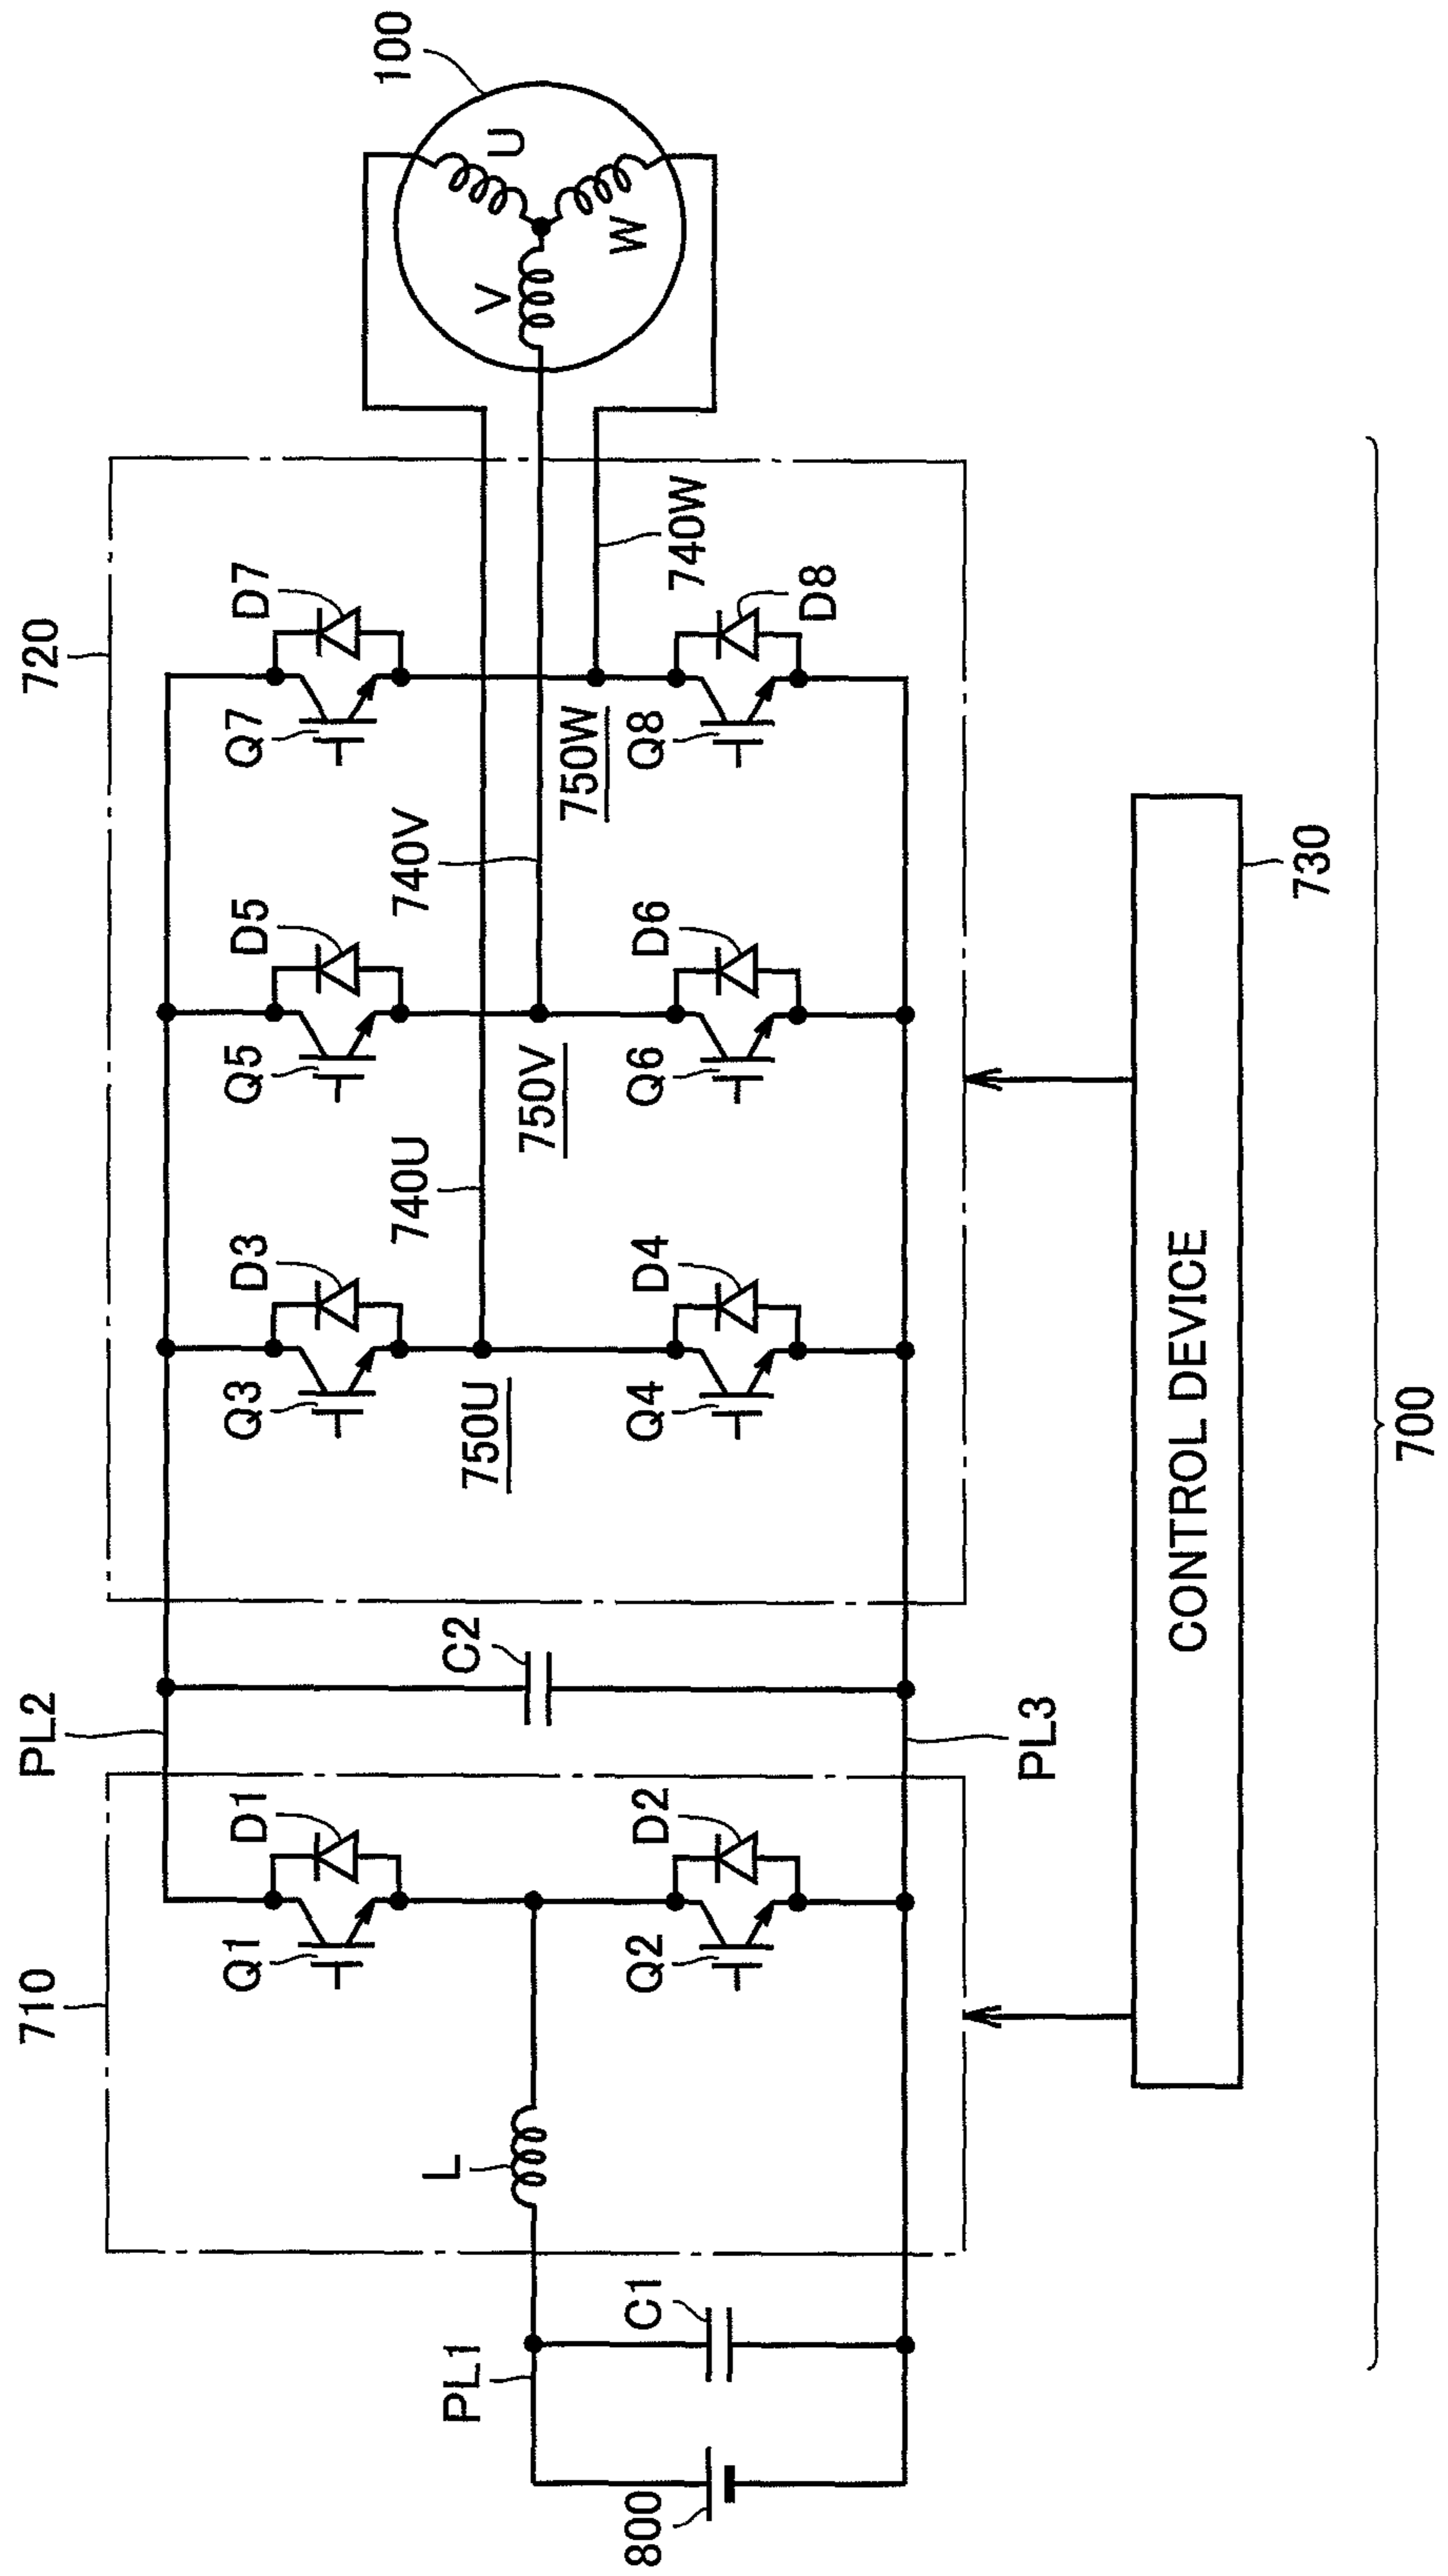 710
PL2
720
Q1
D1
Q3
D3
Q5
D5
Q7
D7
100
740U
740V
PL1
L
C2
750U
750V
750W
U
V
W
800
C1
Q2
D2
Q4
D4
Q6
D6
Q8
D8
740W
PL3
CONTROL DEVICE
730
700